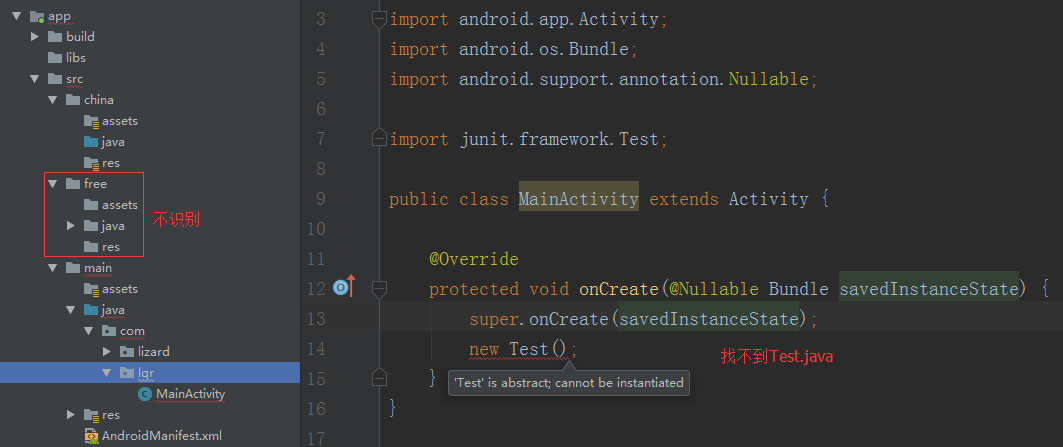 app
build
libs
src
china
assets
java
res
free
assets
java
res
不识别
main
assets
java
com
lizard
lqr
MainActivity
res
AndroidManifest.xml
3 import android.app.Activity;
4 import android.os.Bundle;
5 import android.support.annotation.Nullable;
6
7 import junit.framework.Test;
8
9 public class MainActivity extends Activity {
10
11 @Override
12 protected void onCreate(@Nullable Bundle savedInstanceState) {
13 super.onCreate(savedInstanceState);
14 new Test();
找不到Test.java
15 }
'Test' is abstract; cannot be instantiated
16 }
17